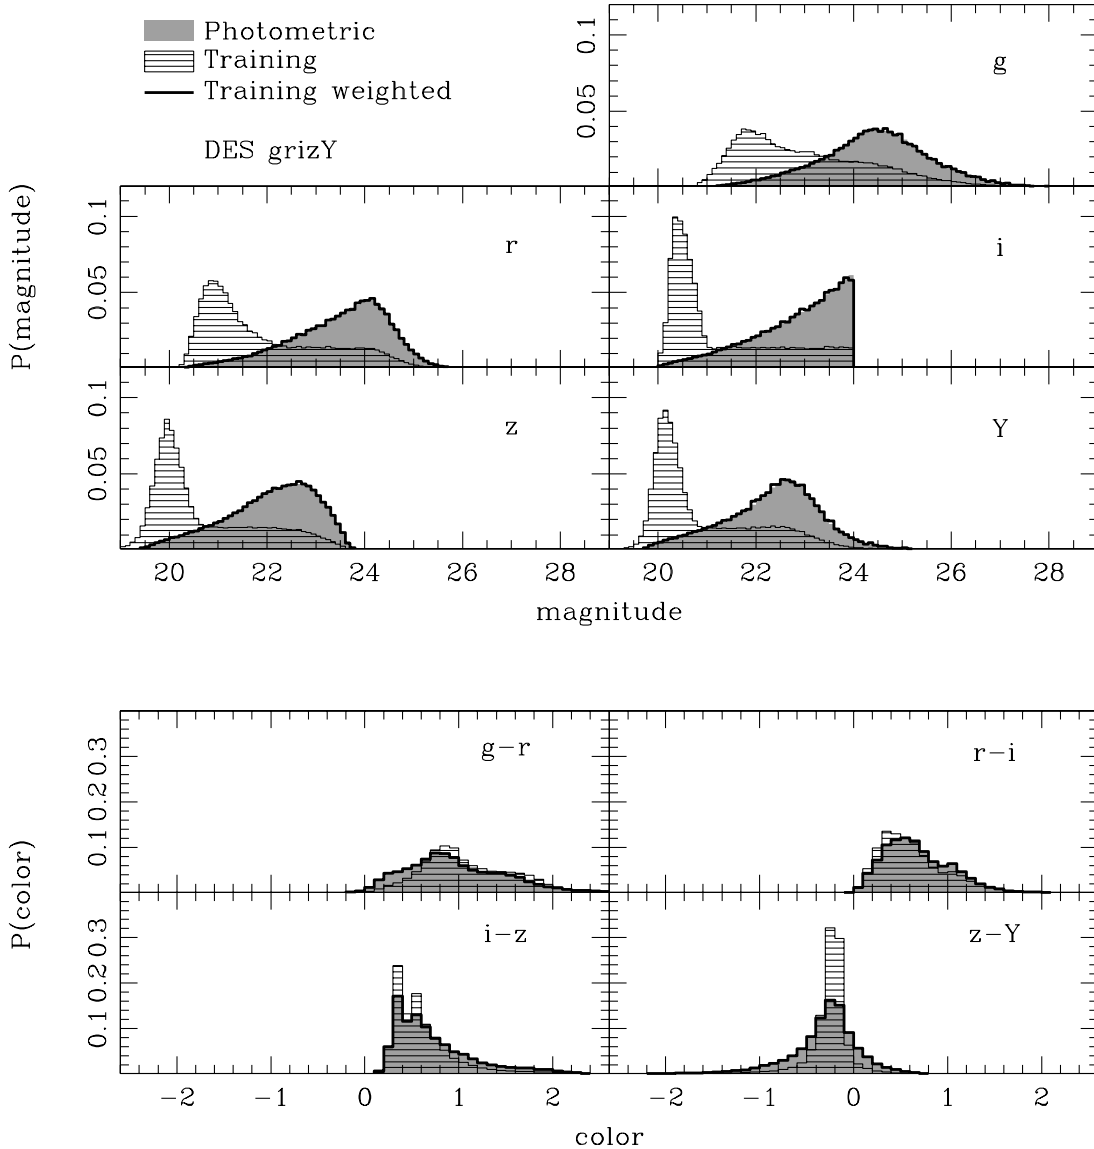 Photometric
Training
Training weighted
DES grizY
g
0.05 0.1
P(magnitude)
r
0.05 0.1
i
z
0.05 0.1
Y
20 22 24 26 28 20 22 24 26 28
magnitude
g-r
0.1 0.2 0.3
r-i
P(color)
i-z
0.1 0.2 0.3
z-Y
-2 -1 0 1 2 -2 -1 0 1 2
color